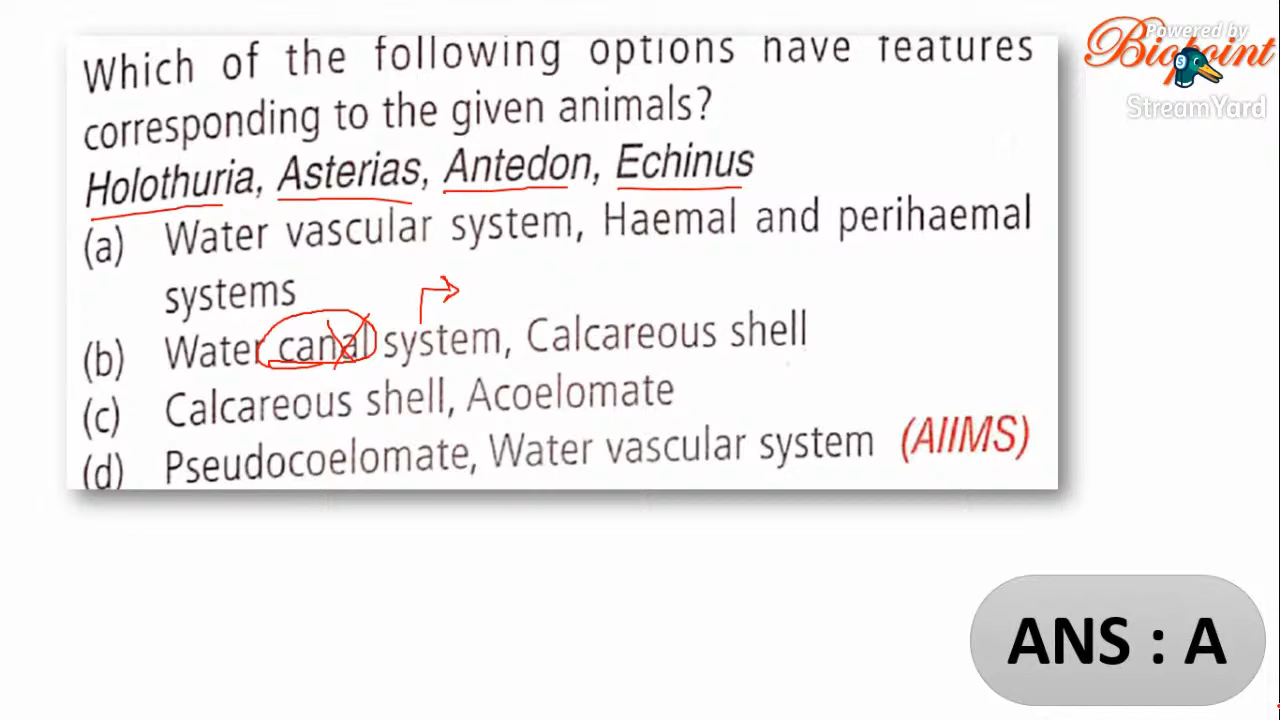 Powered by
Biopoint
StreamYard
Which of the following options have features
corresponding to the given animals?
Holothuria, Asterias, Antedon, Echinus
(a) Water vascular system, Haemal and perihaemal
systems
(b) Water canal system, Calcareous shell
(c) Calcareous shell, Acoelomate
(d) Pseudocoelomate, Water vascular system (AIIMS)
ANS : A